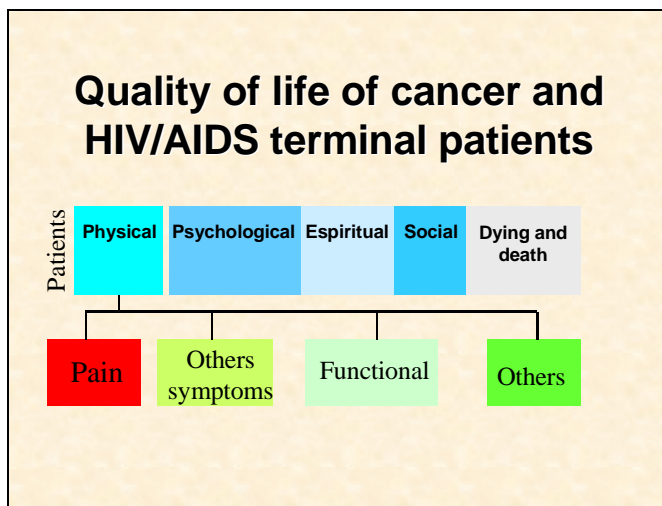 Quality of life of cancer and
HIV/AIDS terminal patients
Patients
Physical
Psychological
Espiritual
Social
Dying and
death
Pain
Others
symptoms
Functional
Others